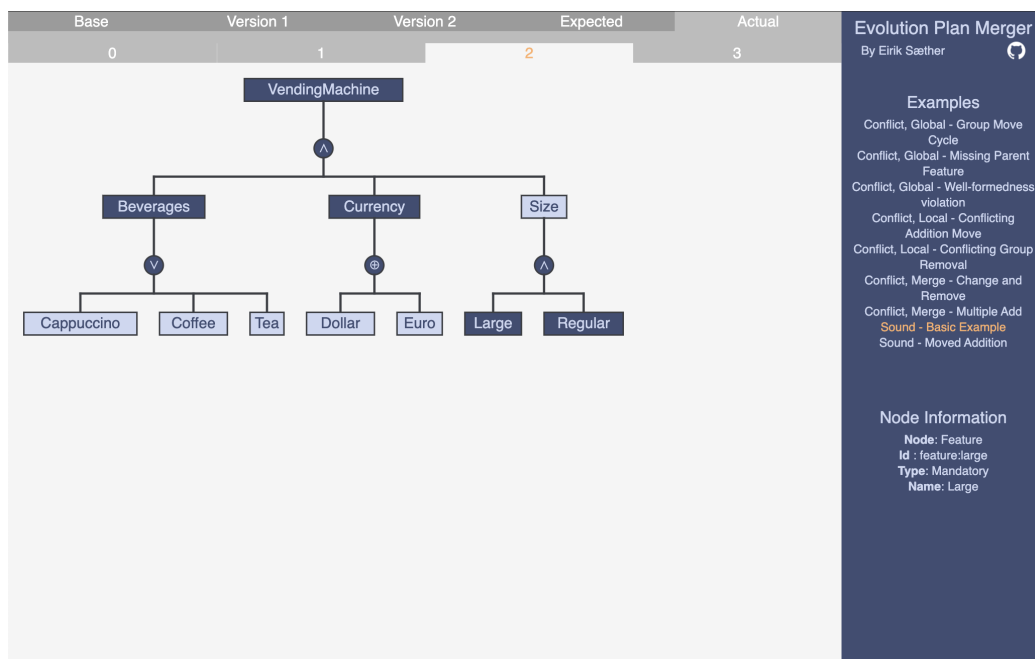 Base Version 1 Version 2 Expected Actual
0 1 2 3
VendingMachine
∧
Beverages Currency Size
∨ ⊕ ∧
Cappuccino Coffee Tea Dollar Euro Large Regular
Evolution Plan Merger
By Eirik Sæther
Examples
Conflict, Global - Group Move
Cycle
Conflict, Global - Missing Parent
Feature
Conflict, Global - Well-formedness
violation
Conflict, Local - Conflicting
Addition Move
Conflict, Local - Conflicting Group
Removal
Conflict, Merge - Change and
Remove
Conflict, Merge - Multiple Add
Sound - Basic Example
Sound - Moved Addition
Node Information
Node: Feature
Id : feature:large
Type: Mandatory
Name: Large